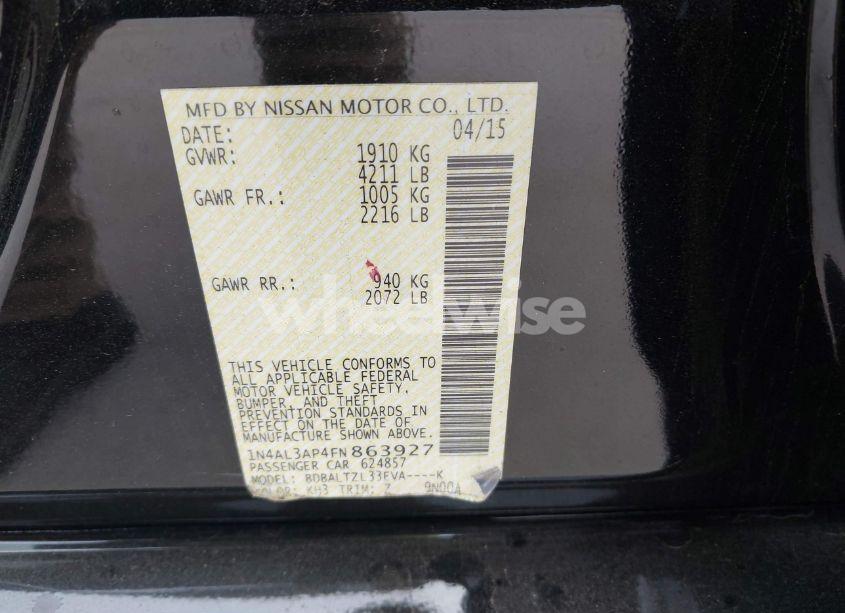 MFD BY NISSAN MOTOR CO., LTD.
DATE: 04/15
GVWR: 1910 KG
4211 LB
GAWR FR.: 1005 KG
2216 LB
GAWR RR.: 940 KG
2072 LB
wheelwise
THIS VEHICLE CONFORMS TO
ALL APPLICABLE FEDERAL
MOTOR VEHICLE SAFETY,
BUMPER, AND THEFT
PREVENTION STANDARDS IN
EFFECT ON THE DATE OF
MANUFACTURE SHOWN ABOVE.
1N4AL3AP4FN863927
PASSENGER CAR 624857
MODEL: BDBALTZL33EVA----K
COLOR: KH3 TRIM: Z 9N00A